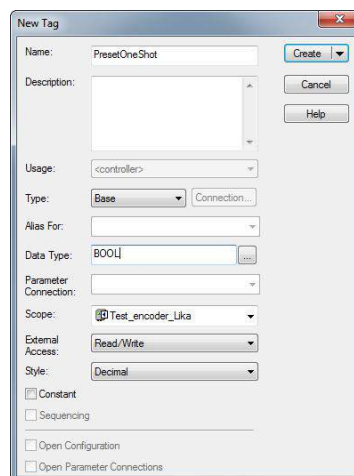 New Tag
Name: PresetOneShot Create
Description: Cancel
Help
Usage: <controller>
Type: Base Connection...
Alias For:
Data Type: BOOL ...
Parameter
Connection:
Scope: Test_encoder_Lika
External
Access: Read/Write
Style: Decimal
Constant
Sequencing
Open Configuration
Open Parameter Connections